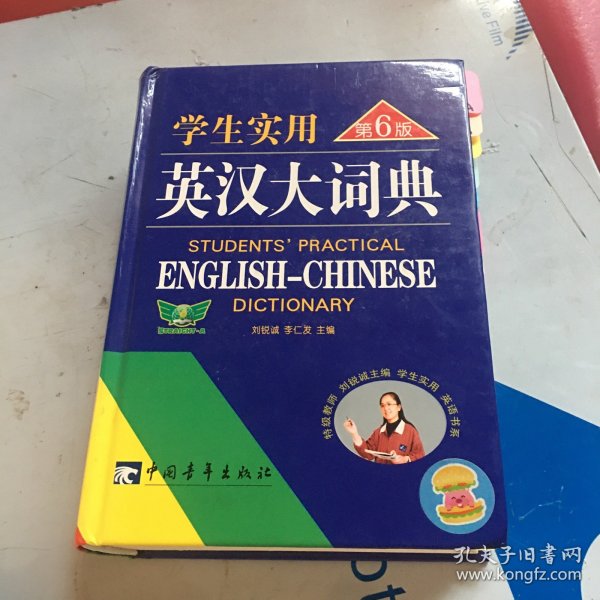 ive Film
学生实用
第6版
英汉大词典
STUDENTS' PRACTICAL
ENGLISH-CHINESE
DICTIONARY
STRAIGHT-A
刘锐诚 李仁发 主编
特级教师 刘锐诚主编 学生实用 英语书系
中国青年出版社
孔夫子旧书网
www.kongfz.com